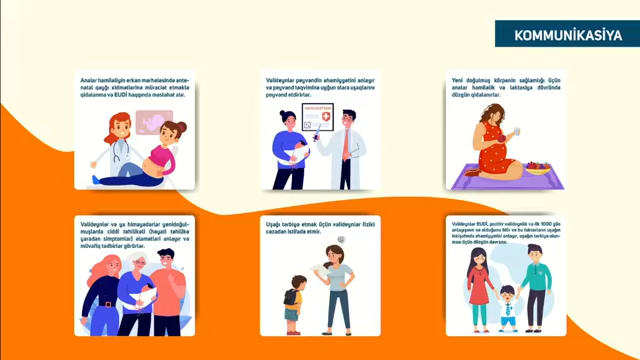 KOMMUNİKASİYA
Analar hamiləliyin erkən mərhələsində ante-
natal qayğı xidmətlərinə müraciət etməklə
qidalanma və EUDİ haqqında məsləhət alır.
Valideynlər peyvəndin əhəmiyyətini anlayır
və peyvənd təqviminə uyğun olaraq uşaqlarını
peyvənd etdirirlər.
VACCINATION
Yeni doğulmuş körpənin sağlamlığı üçün
analar hamiləlik və laktasiya dövründə
düzgün qidalanırlar.
Valideynlər və ya himayədarlar yenidoğul-
muşlarda ciddi təhlükəli (həyati təhlükə
yaradan simptomlar) əlamətləri anlayır və
müvafiq tədbirlər görürlər.
Uşağı tərbiyə etmək üçün valideynlər fiziki
cəzadan istifadə etmir.
Valideynlər EUDİ, pozitiv valideynlik və ilk 1000 gün
anlayışının nə olduğunu bilir və bu faktorların uşağın
inkişafında əhəmiyyətini anlayır, uşağın tərbiyə olun-
ması üçün düzgün davranır.